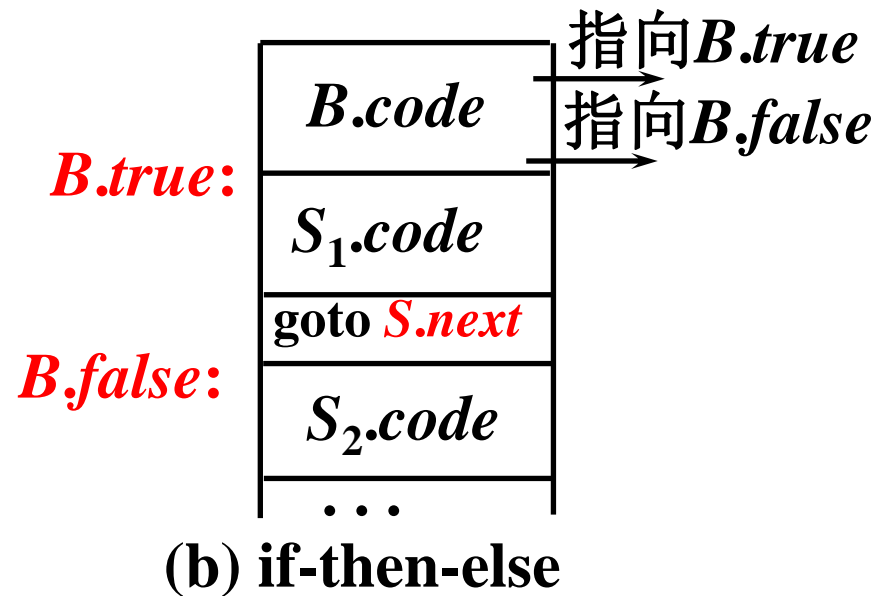 指向B.true
B.code
指向B.false
B.true:
S₁.code
goto S.next
B.false:
S₂.code
...
(b) if-then-else